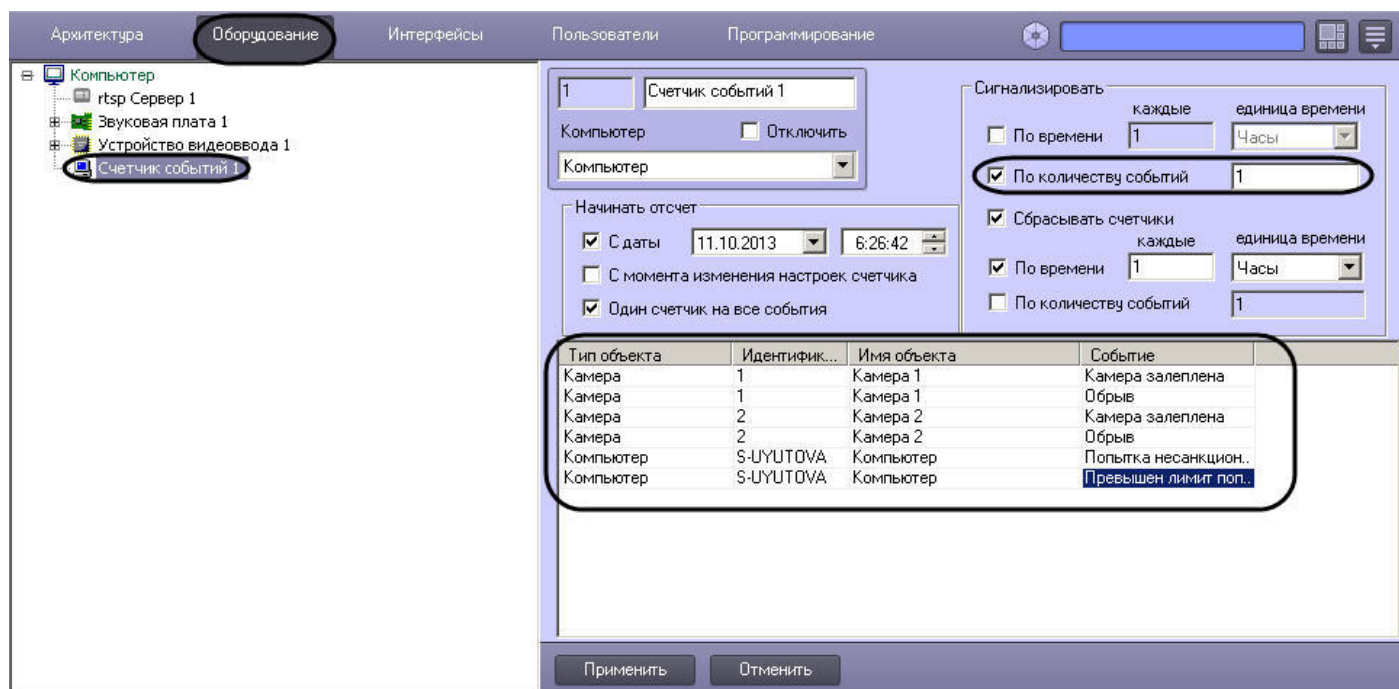 Архитектура Оборудование Интерфейсы Пользователи Программирование
Компьютер
rtsp Сервер 1
Звуковая плата 1
Устройство видеоввода 1
Счетчик событий 1
1 Счетчик событий 1
Компьютер Отключить
Компьютер
Начинать отсчет
С даты 11.10.2013 6:26:42
С момента изменения настроек счетчика
Один счетчик на все события
Сигнализировать
каждые единица времени
По времени 1 Часы
По количеству событий 1
Сбрасывать счетчики
каждые единица времени
По времени 1 Часы
По количеству событий 1
Тип объекта Идентифик... Имя объекта Событие
Камера 1 Камера 1 Камера залеплена
Камера 1 Камера 1 Обрыв
Камера 2 Камера 2 Камера залеплена
Камера 2 Камера 2 Обрыв
Компьютер S-UYUTOVA Компьютер Попытка несанкцион..
Компьютер S-UYUTOVA Компьютер Превышен лимит поп..
Применить Отменить